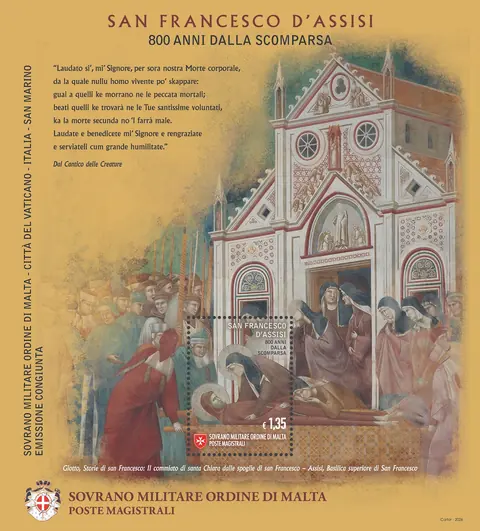 SAN FRANCESCO D'ASSISI
800 ANNI DALLA SCOMPARSA
"Laudato si', mi' Signore, per sora nostra Morte corporale,
da la quale nullu homo vivente po' skappare:
guai a quelli ke morrano ne le peccata mortali;
beati quelli ke trovarà ne le Tue santissime voluntati,
ka la morte secunda no 'l farrà male.
Laudate e benedicete mi' Signore e rengraziate
e serviateli cum grande humilitate."
Dal Cantico delle Creature
SOVRANO MILITARE ORDINE DI MALTA - CITTÀ DEL VATICANO - ITALIA - SAN MARINO
EMISSIONE CONGIUNTA
SAN FRANCESCO
D'ASSISI
800 ANNI
DALLA
SCOMPARSA
€ 1,35
SOVRANO MILITARE ORDINE DI MALTA
POSTE MAGISTRALI
Giotto, Storie di san Francesco: Il commiato di santa Chiara dalle spoglie di san Francesco – Assisi, Basilica superiore di San Francesco
SOVRANO MILITARE ORDINE DI MALTA
POSTE MAGISTRALI